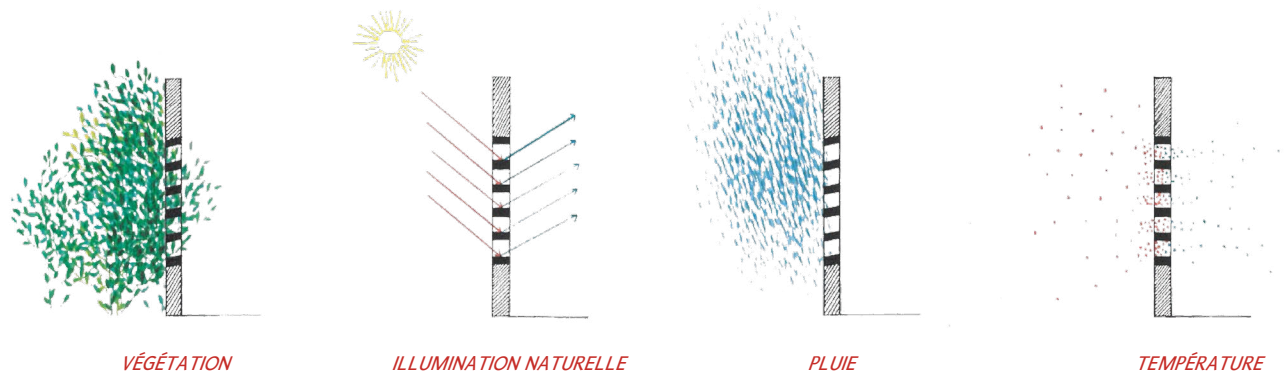 VÉGÉTATION
ILLUMINATION NATURELLE
PLUIE
TEMPÉRATURE